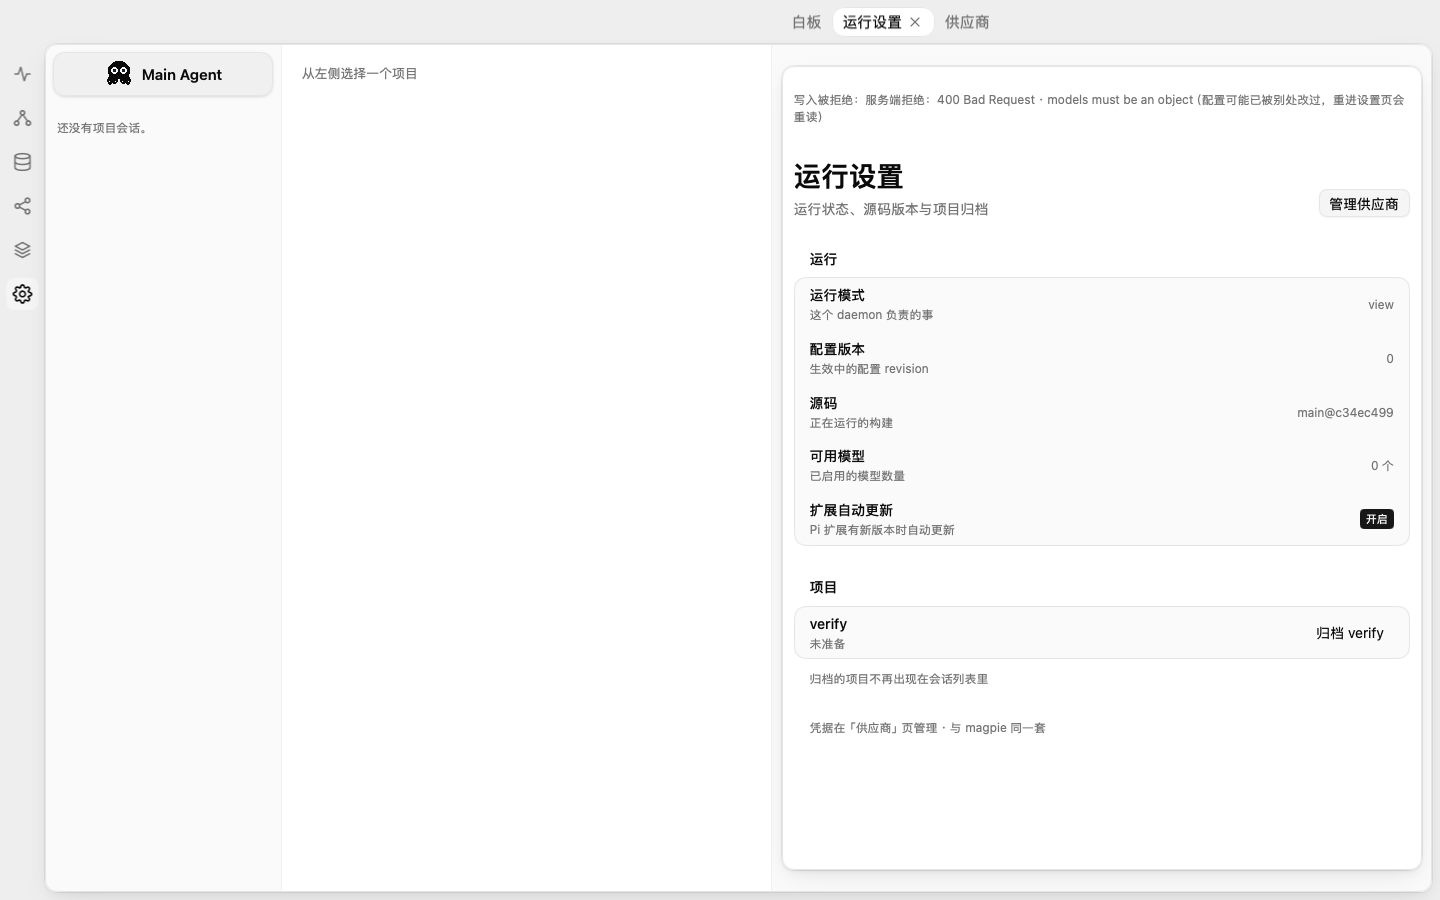 白板
运行设置
供应商
Main Agent
还没有项目会话。
从左侧选择一个项目
写入被拒绝：服务端拒绝：400 Bad Request · models must be an object (配置可能已被别处改过，重进设置页会
重读)
运行设置
运行状态、源码版本与项目归档
管理供应商
运行
运行模式
这个 daemon 负责的事
view
配置版本
生效中的配置 revision
0
源码
正在运行的构建
main@c34ec499
可用模型
已启用的模型数量
0 个
扩展自动更新
Pi 扩展有新版本时自动更新
开启
项目
verify
未准备
归档 verify
归档的项目不再出现在会话列表里
凭据在「供应商」页管理 · 与 magpie 同一套